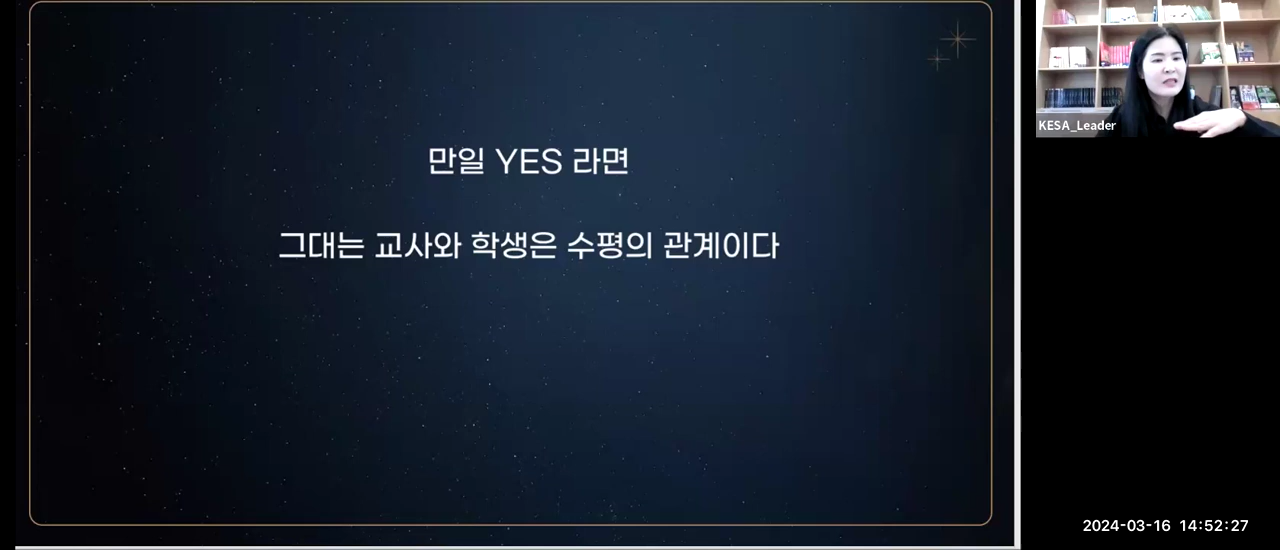 만일 YES 라면
그대는 교사와 학생은 수평의 관계이다
KESA_Leader
2024-03-16 14:52:27